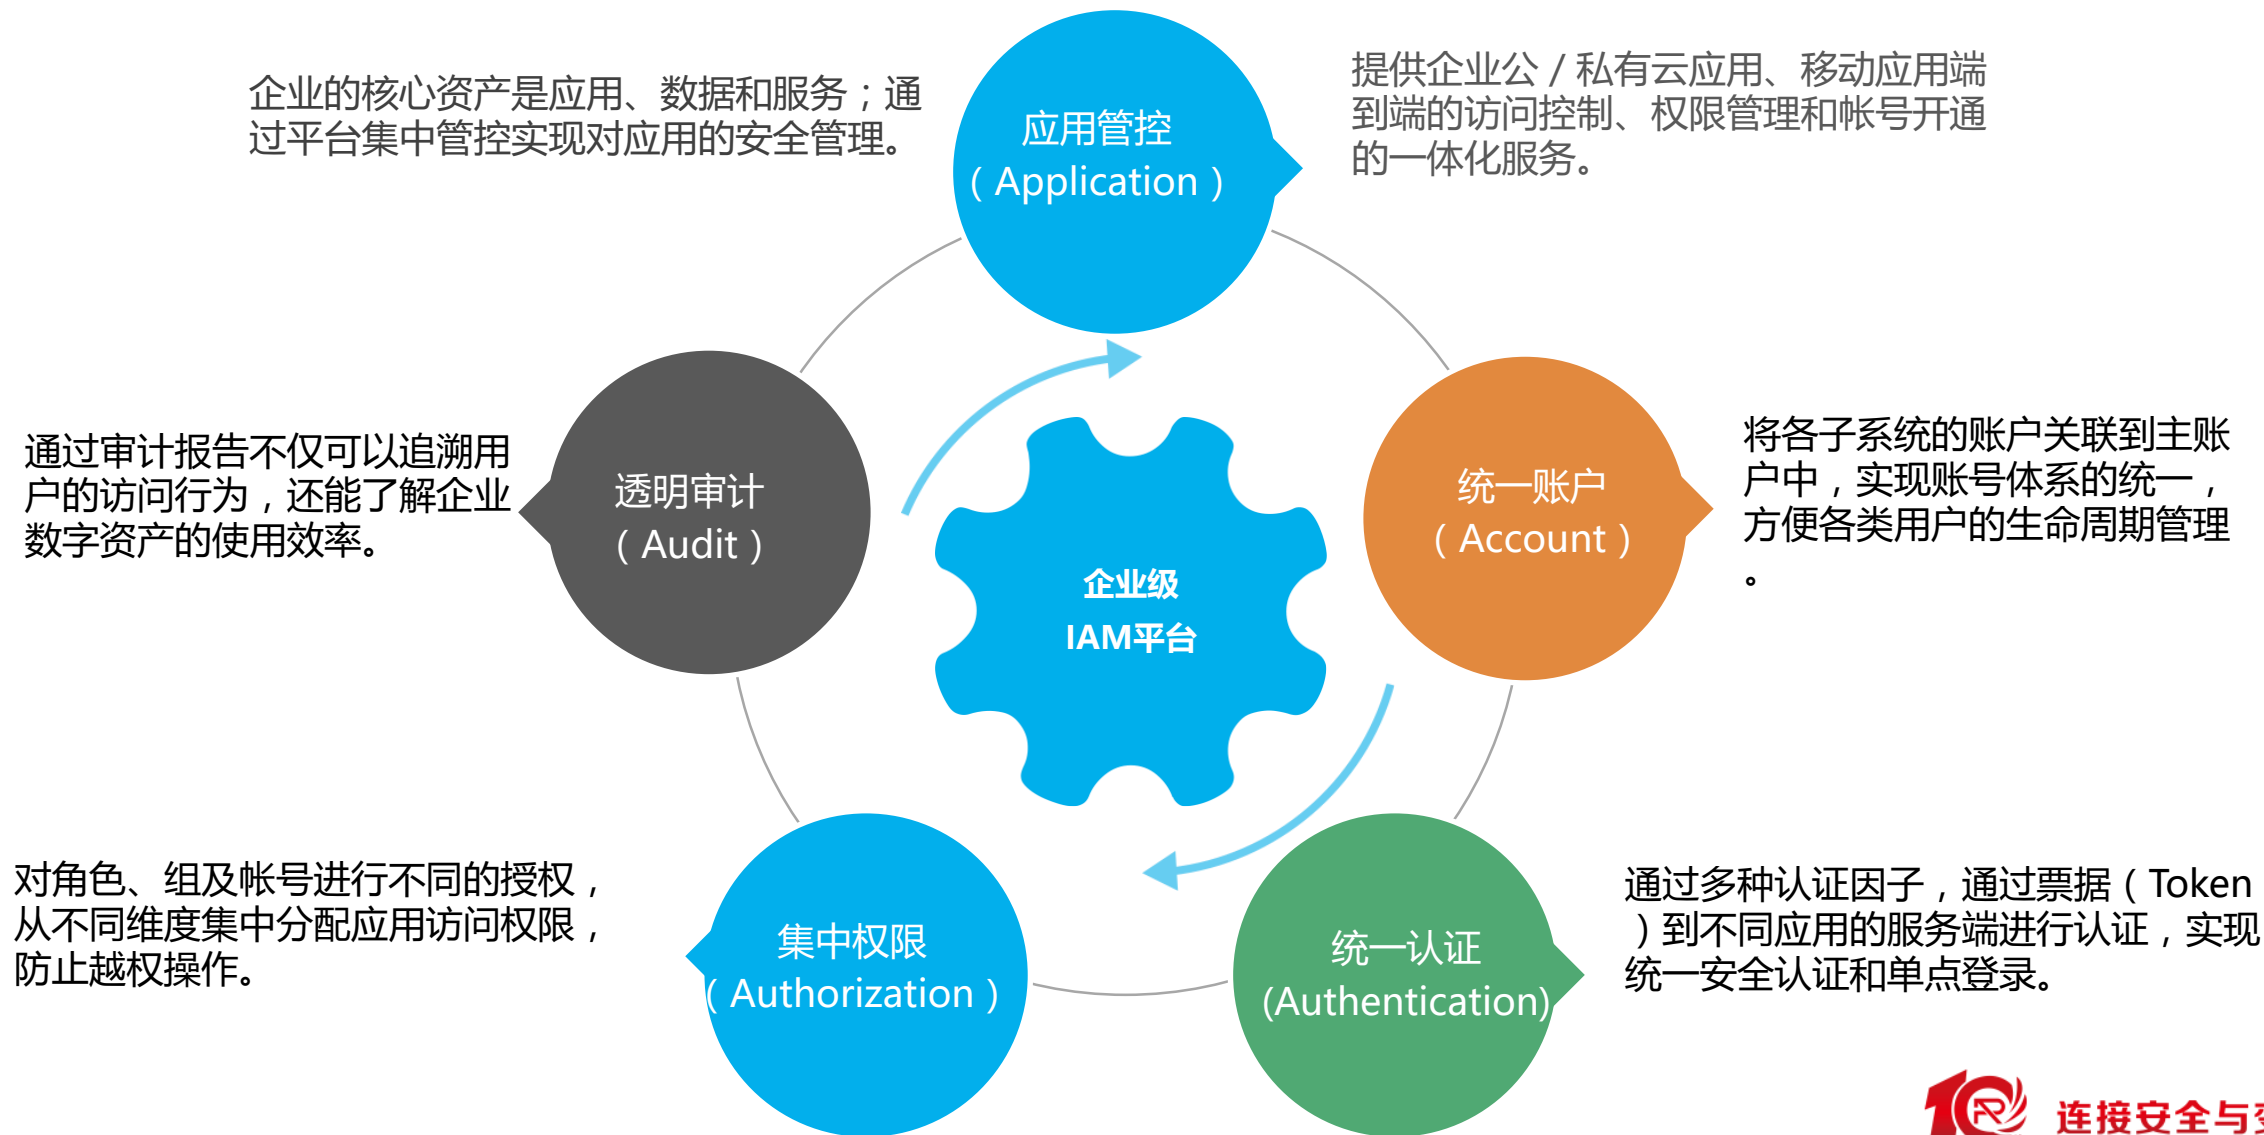 企业的核心资产是应用、数据和服务；通
过平台集中管控实现对应用的安全管理。
应用管控
（Application）
提供企业公/私有云应用、移动应用端
到端的访问控制、权限管理和帐号开通
的一体化服务。
通过审计报告不仅可以追溯用
户的访问行为，还能了解企业
数字资产的使用效率。
透明审计
（Audit）
企业级
IAM平台
统一账户
（Account）
将各子系统的账户关联到主账
户中，实现账号体系的统一，
方便各类用户的生命周期管理
。
对角色、组及帐号进行不同的授权，
从不同维度集中分配应用访问权限，
防止越权操作。
集中权限
（Authorization）
统一认证
(Authentication)
通过多种认证因子，通过票据（Token
）到不同应用的服务端进行认证，实现
统一安全认证和单点登录。
连接安全与